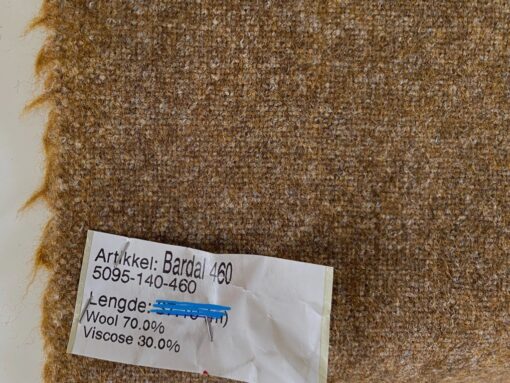 Artikkel: Bardal 460
5095-140-460
Lengde:
Wool 70.0%
Viscose 30.0%